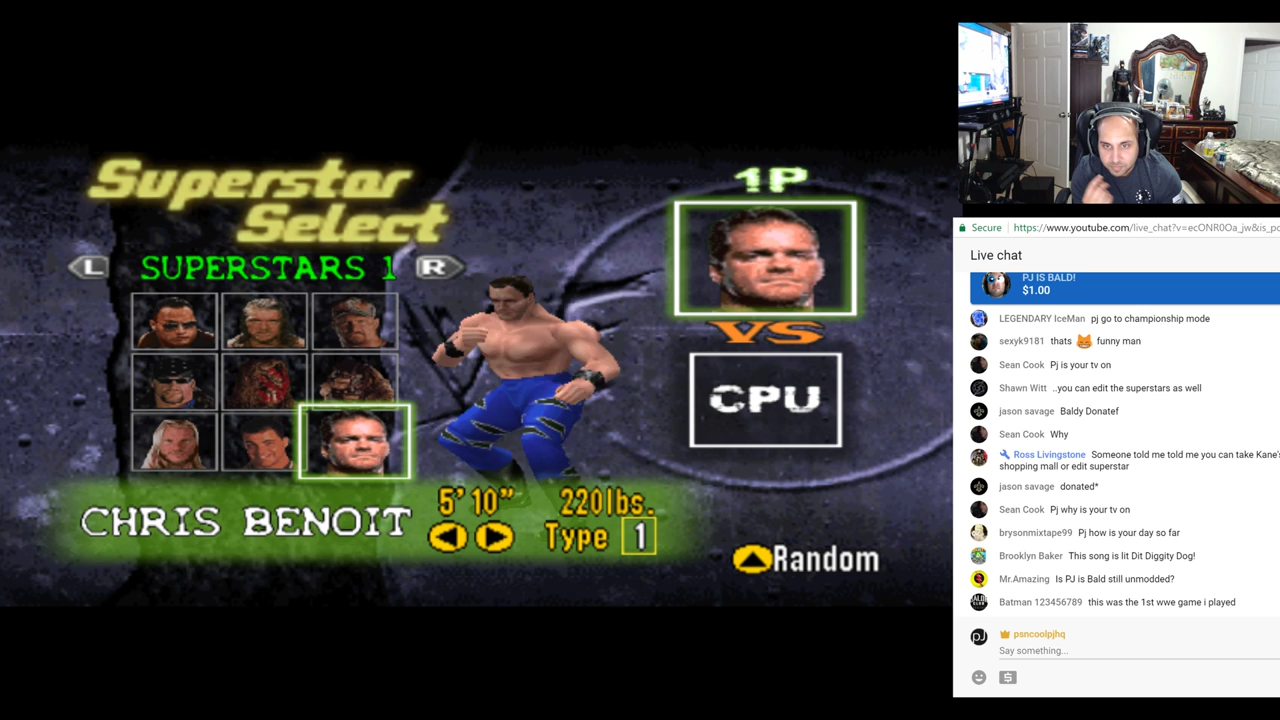 Superstar
Select
L SUPERSTARS 1 R
1P
VS
CPU
CHRIS BENOIT
5' 10" 220lbs.
Type 1
Random
Secure https://www.youtube.com/live_chat?v=ecONR0Oa_jw&is_po
Live chat
PJ IS BALD!
$1.00
LEGENDARY IceMan pj go to championship mode
sexyk9181 thats funny man
Sean Cook Pj is your tv on
Shawn Witt ..you can edit the superstars as well
jason savage Baldy Donatef
Sean Cook Why
Ross Livingstone Someone told me told me you can take Kane's
shopping mall or edit superstar
jason savage donated*
Sean Cook Pj why is your tv on
brysonmixtape99 Pj how is your day so far
Brooklyn Baker This song is lit Dit Diggity Dog!
Mr.Amazing Is PJ is Bald still unmodded?
Batman 123456789 this was the 1st wwe game i played
pJ psncoolpjhq
Say something...
$